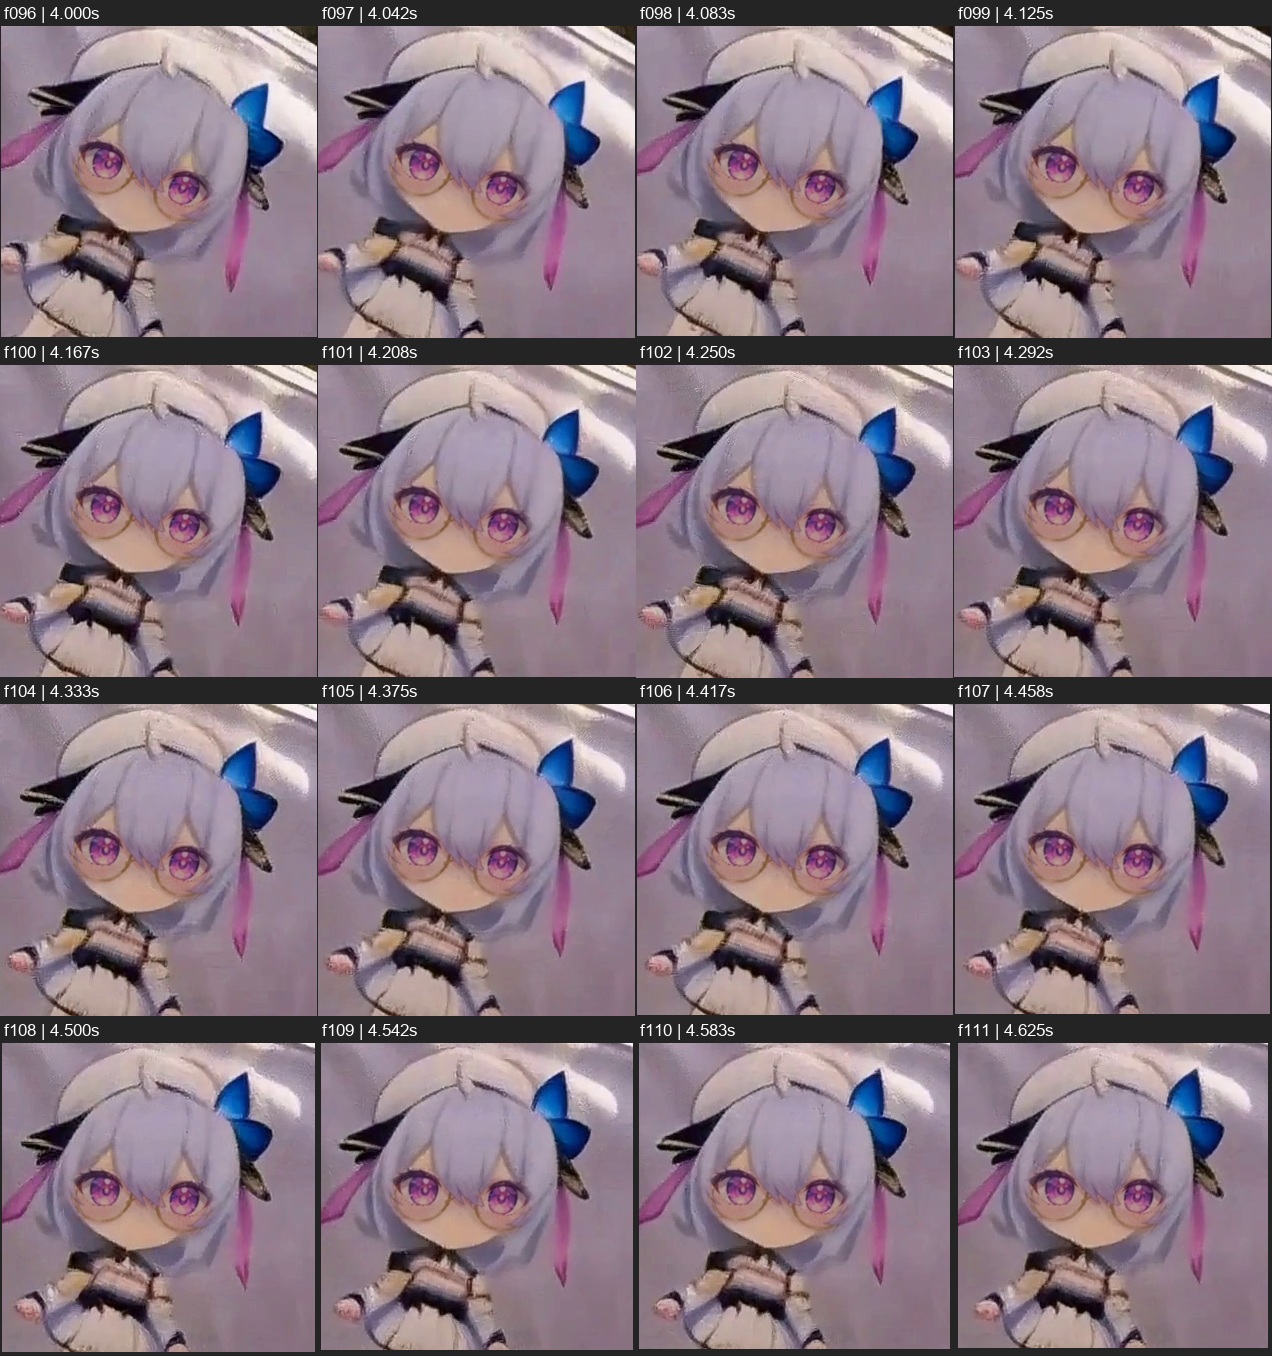 f096 | 4.000s
f097 | 4.042s
f098 | 4.083s
f099 | 4.125s
f100 | 4.167s
f101 | 4.208s
f102 | 4.250s
f103 | 4.292s
f104 | 4.333s
f105 | 4.375s
f106 | 4.417s
f107 | 4.458s
f108 | 4.500s
f109 | 4.542s
f110 | 4.583s
f111 | 4.625s